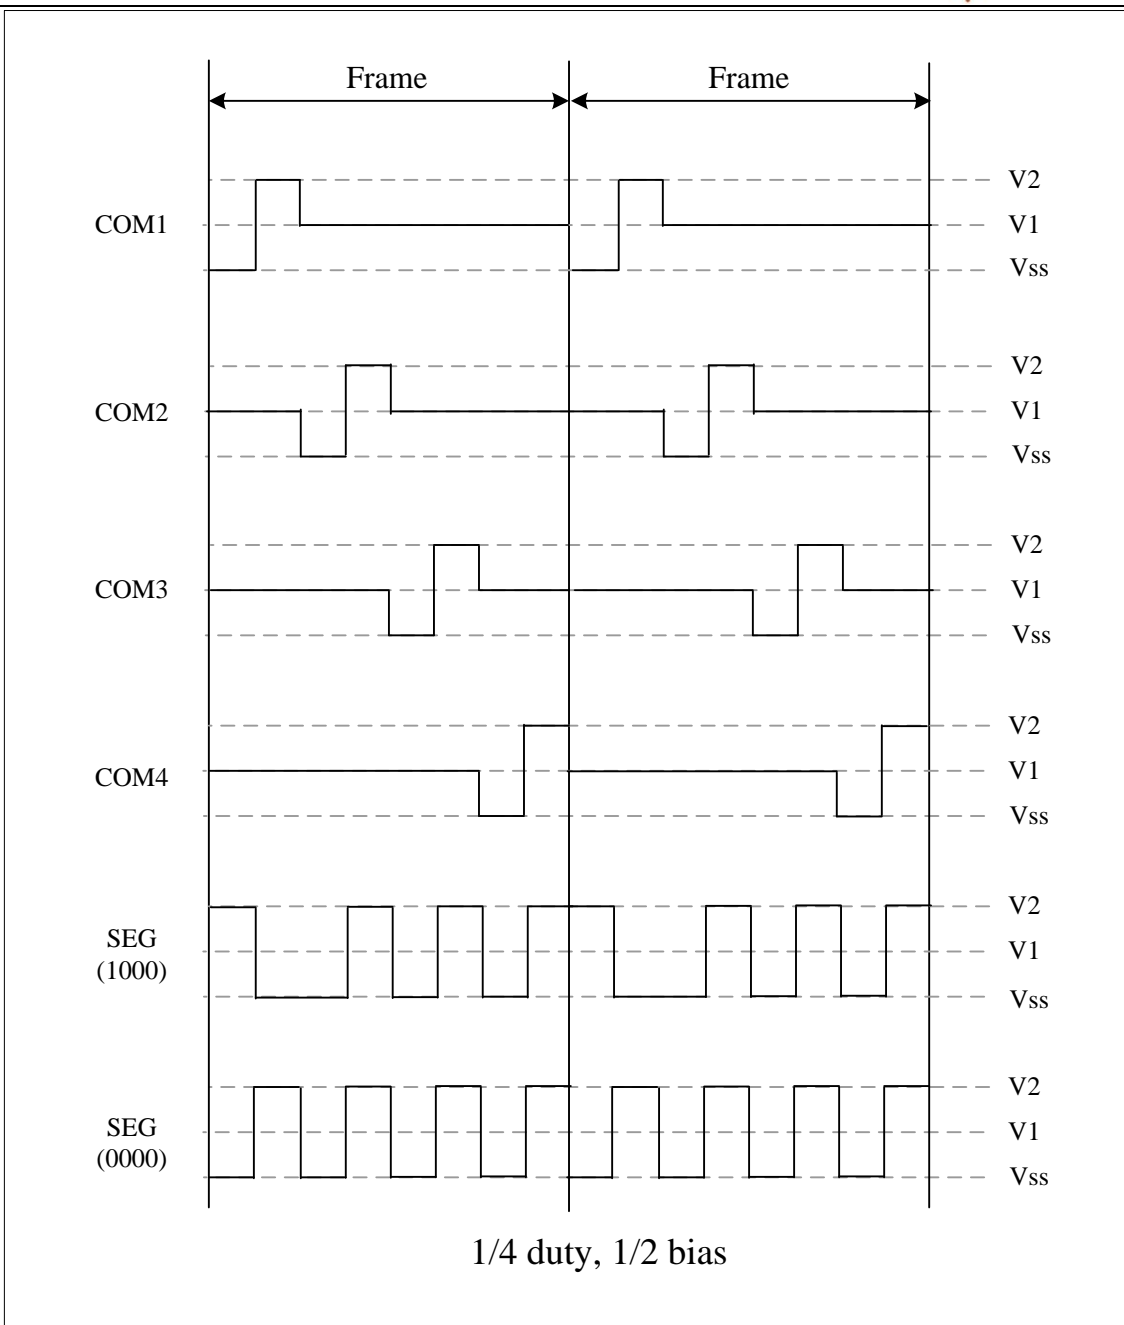 Frame Frame
V2
COM1 V1
Vss
V2
COM2 V1
Vss
V2
COM3 V1
Vss
V2
COM4 V1
Vss
V2
SEG
(1000)
V1
Vss
V2
SEG
(0000)
V1
Vss
1/4 duty, 1/2 bias